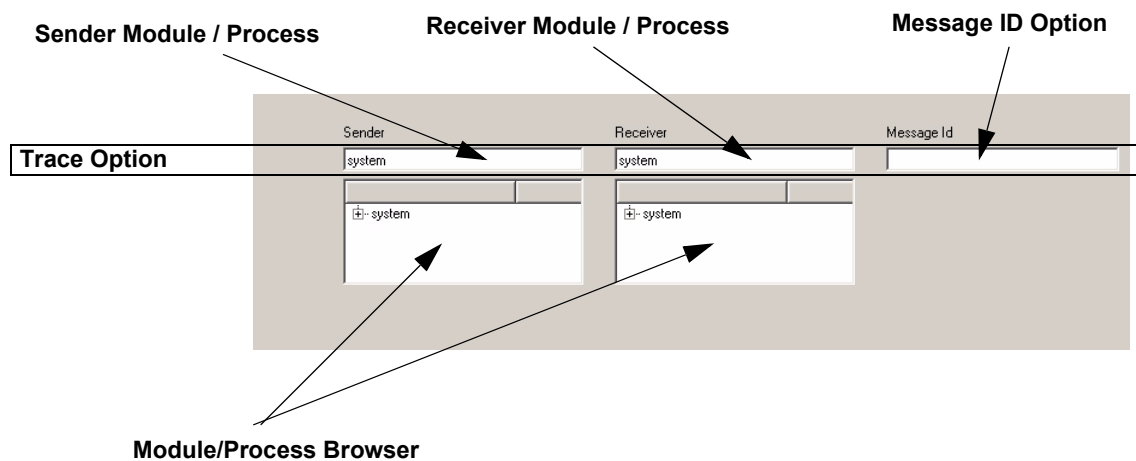 Sender Module / Process
Receiver Module / Process
Message ID Option
Sender
Receiver
Message Id
Trace Option
system
system
system
system
Module/Process Browser